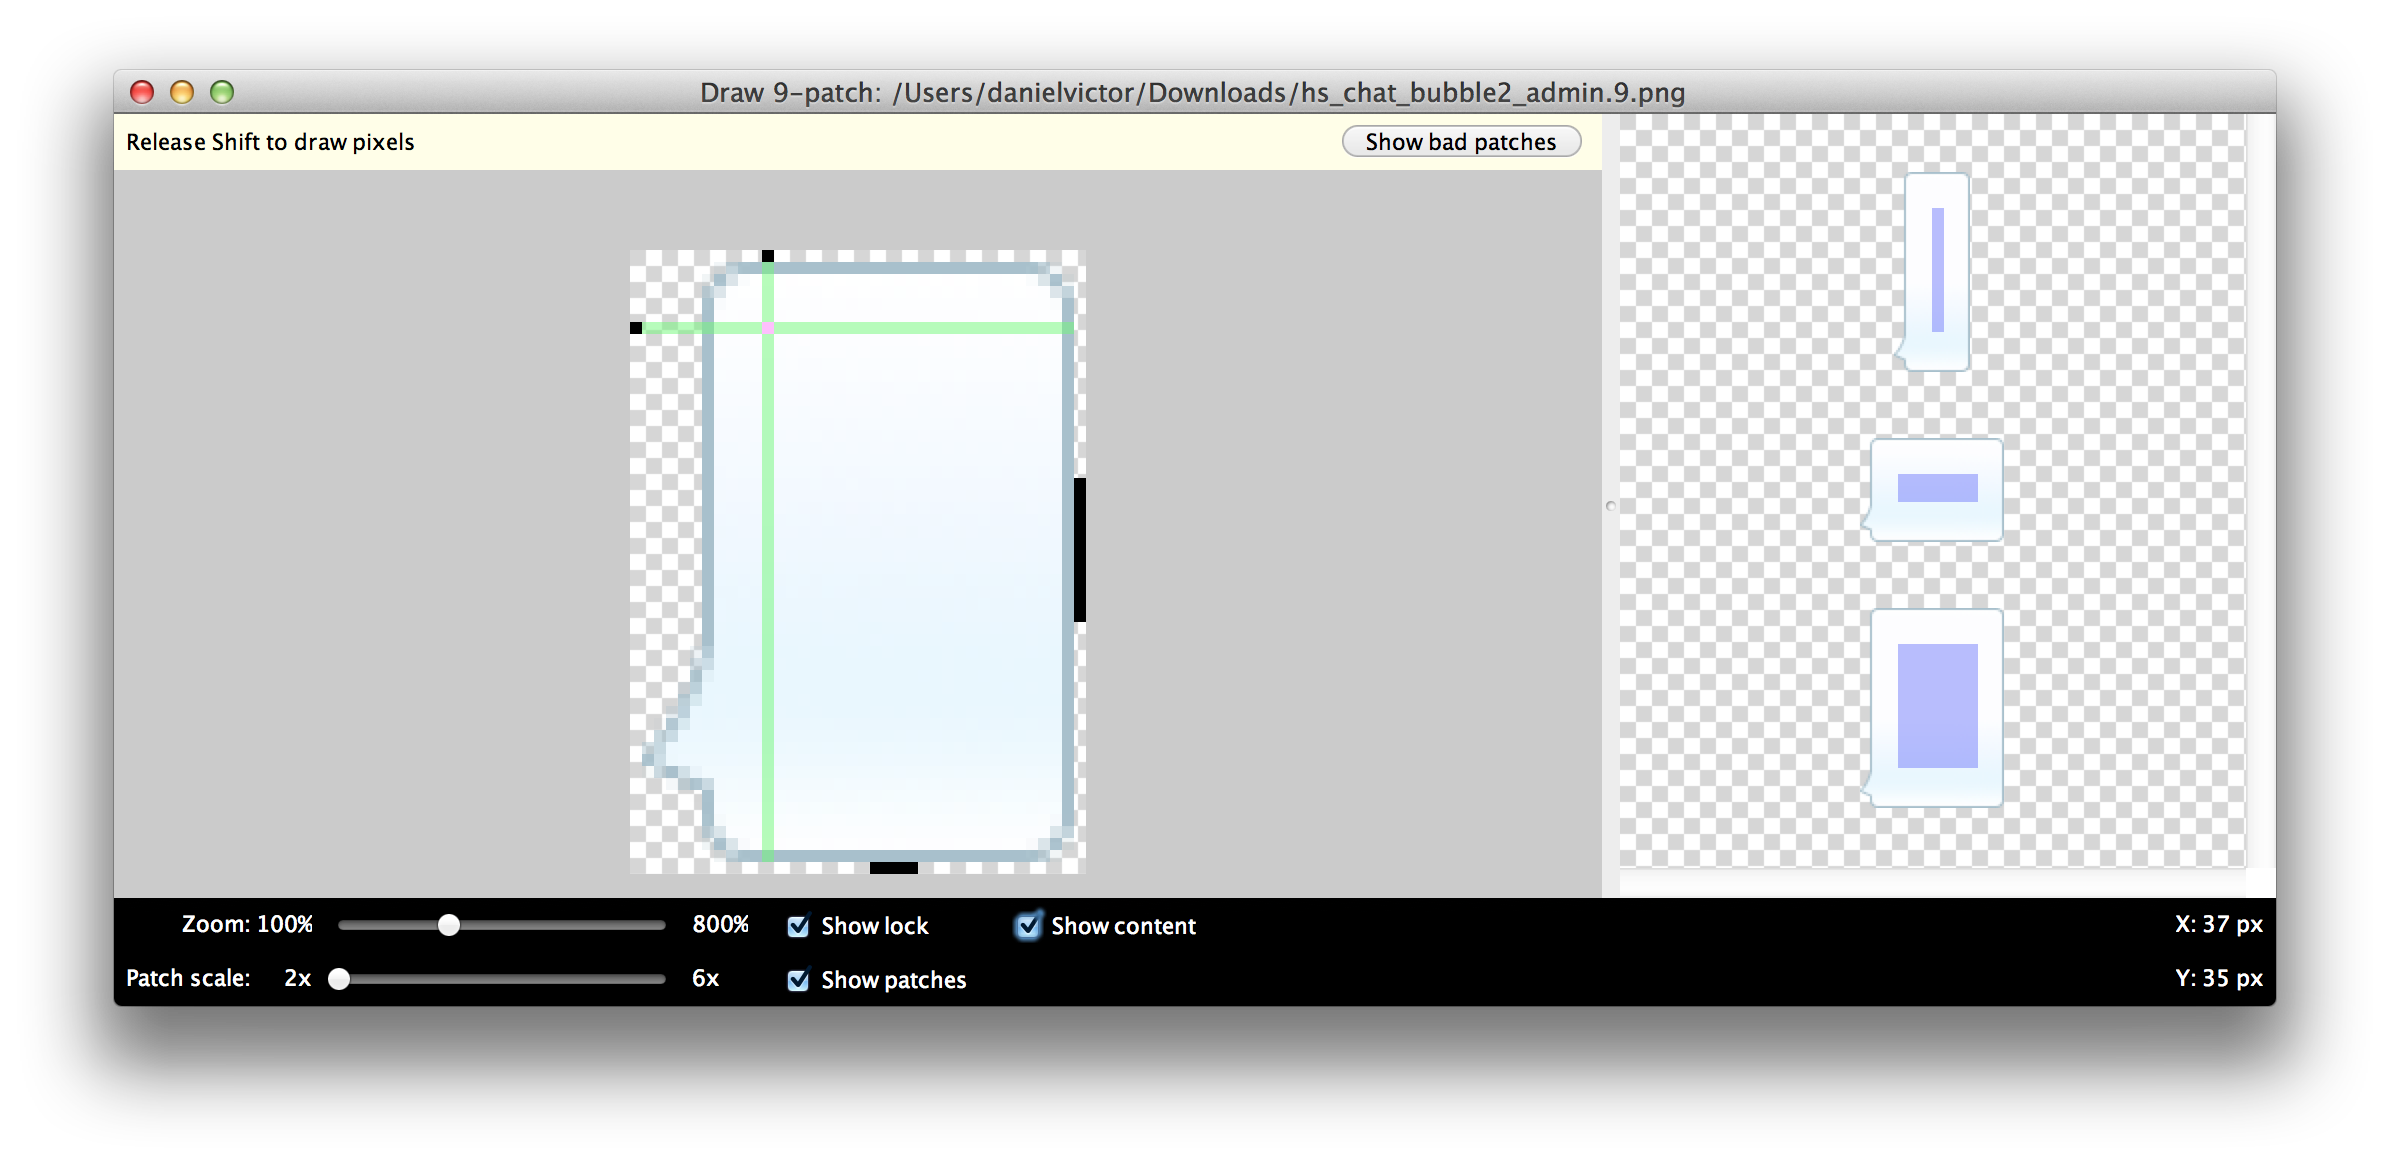 Draw 9-patch: /Users/danielvictor/Downloads/hs_chat_bubble2_admin.9.png
Release Shift to draw pixels
Show bad patches
Zoom: 100% 800% Show lock Show content X: 37 px
Patch scale: 2x 6x Show patches Y: 35 px